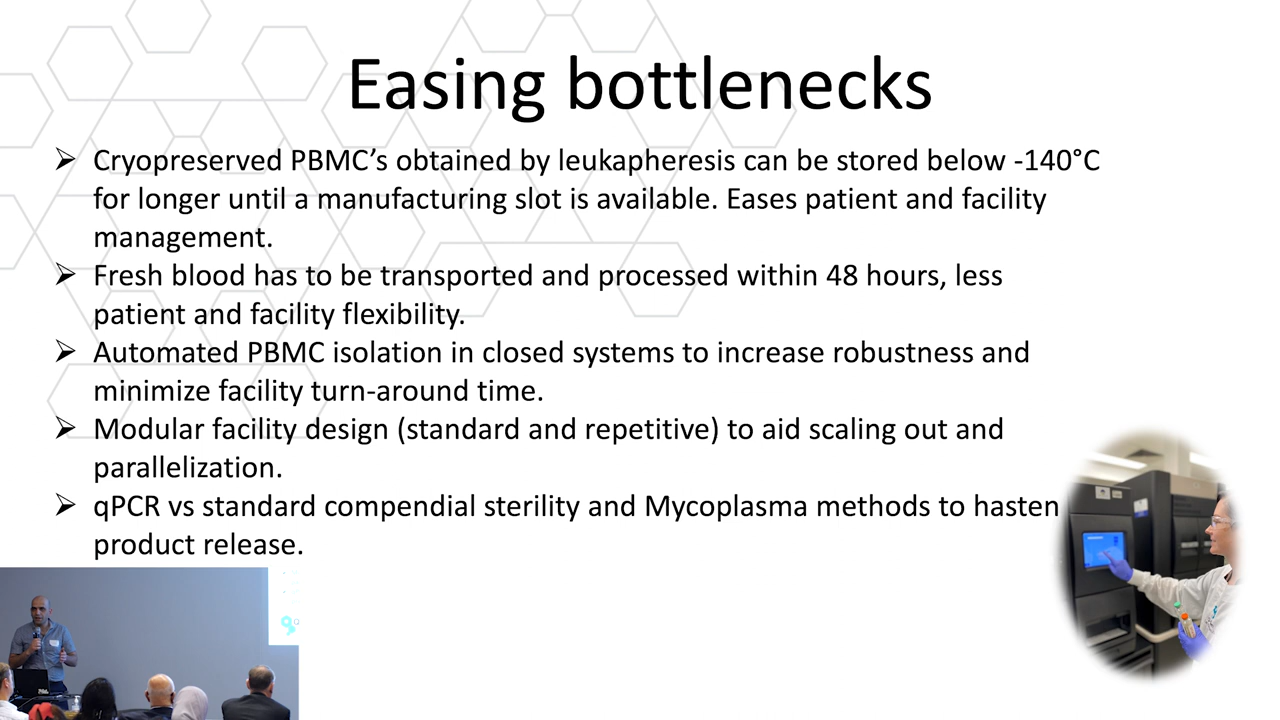 Easing bottlenecks
➢ Cryopreserved PBMC’s obtained by leukapheresis can be stored below -140°C
for longer until a manufacturing slot is available. Eases patient and facility
management.
➢ Fresh blood has to be transported and processed within 48 hours, less
patient and facility flexibility.
➢ Automated PBMC isolation in closed systems to increase robustness and
minimize facility turn-around time.
➢ Modular facility design (standard and repetitive) to aid scaling out and
parallelization.
➢ qPCR vs standard compendial sterility and Mycoplasma methods to hasten
product release.